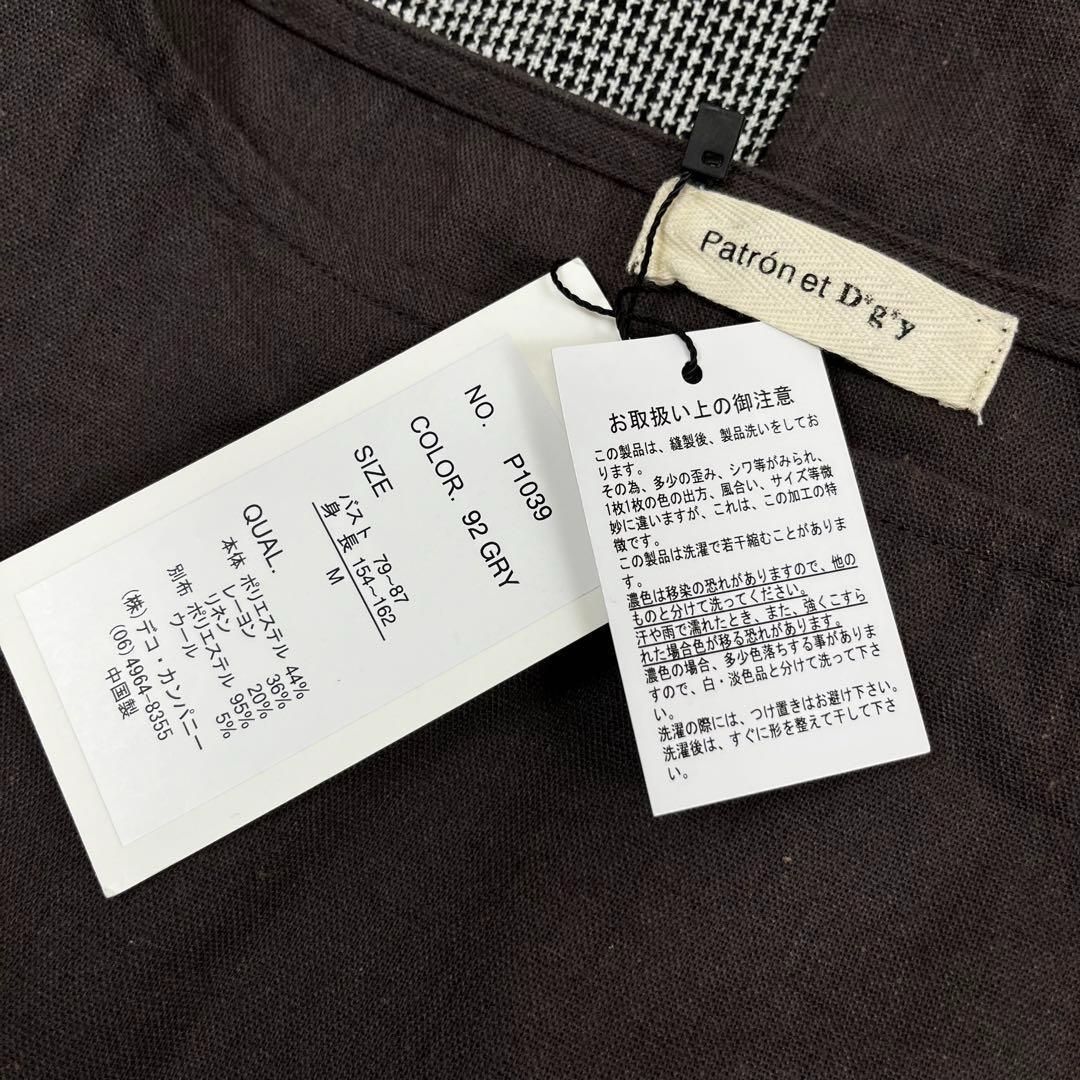 Patrón et D*g*y
NO. P1039
COLOR. 92 GRY
SIZE
バスト 79~87
身 長 154~162
M
QUAL.
本体 ポリエステル 44%
レーヨン 36%
リネン 20%
別布 ポリエステル 95%
ウール 5%
(株)デコ・カンパニー
(06)4964-8355
中国製
お取扱い上の御注意
この製品は、縫製後、製品洗いをしてお
ります。
その為、多少の歪み、シワ等がみられ、
1枚1枚の色の出方、風合い、サイズ等微
妙に違いますが、これは、この加工の特
徴です。
この製品は洗濯で若干縮むことがありま
す。
濃色は移染の恐れがありますので、他の
ものと分けて洗ってください。
汗や雨で濡れたとき、また、強くこすら
れた場合色が移る恐れがあります。
濃色の場合、多少色落ちする事がありま
すので、白・淡色品と分けて洗って下さ
い。
洗濯の際には、つけ置きはお避け下さい。
洗濯後は、すぐに形を整えて干して下さ
い。